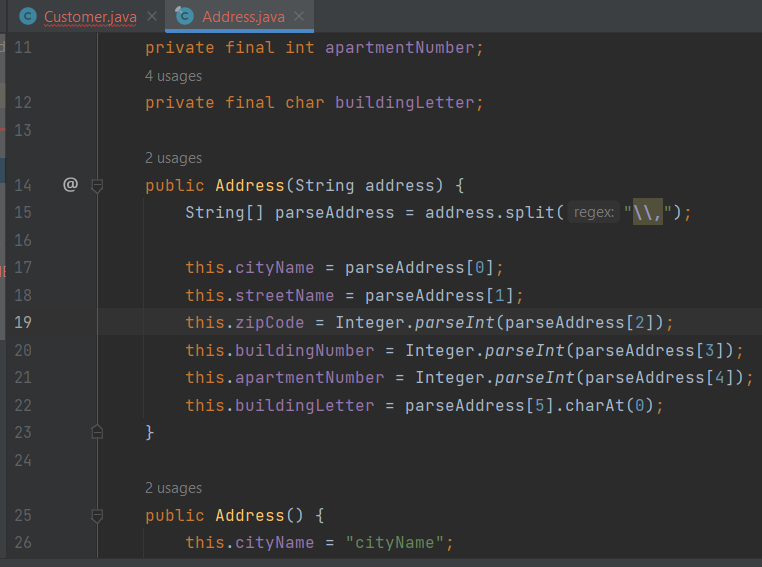 Customer.java Address.java
11 private final int apartmentNumber;
4 usages
12 private final char buildingLetter;
13
2 usages
14 @ public Address(String address) {
15 String[] parseAddress = address.split( regex: "\\,");
16
17 this.cityName = parseAddress[0];
18 this.streetName = parseAddress[1];
19 this.zipCode = Integer.parseInt(parseAddress[2]);
20 this.buildingNumber = Integer.parseInt(parseAddress[3]);
21 this.apartmentNumber = Integer.parseInt(parseAddress[4]);
22 this.buildingLetter = parseAddress[5].charAt(0);
23 }
24
2 usages
25 public Address() {
26 this.cityName = "cityName";